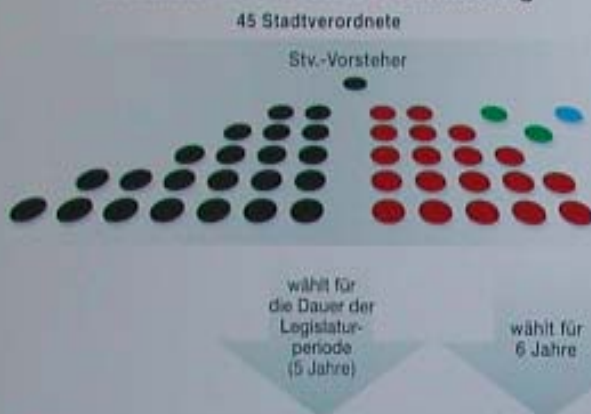 45 Stadtverordnete
Stv.-Vorsteher
wählt für
die Dauer der
Legislatur-
periode
(5 Jahre)
wählt für
6 Jahre